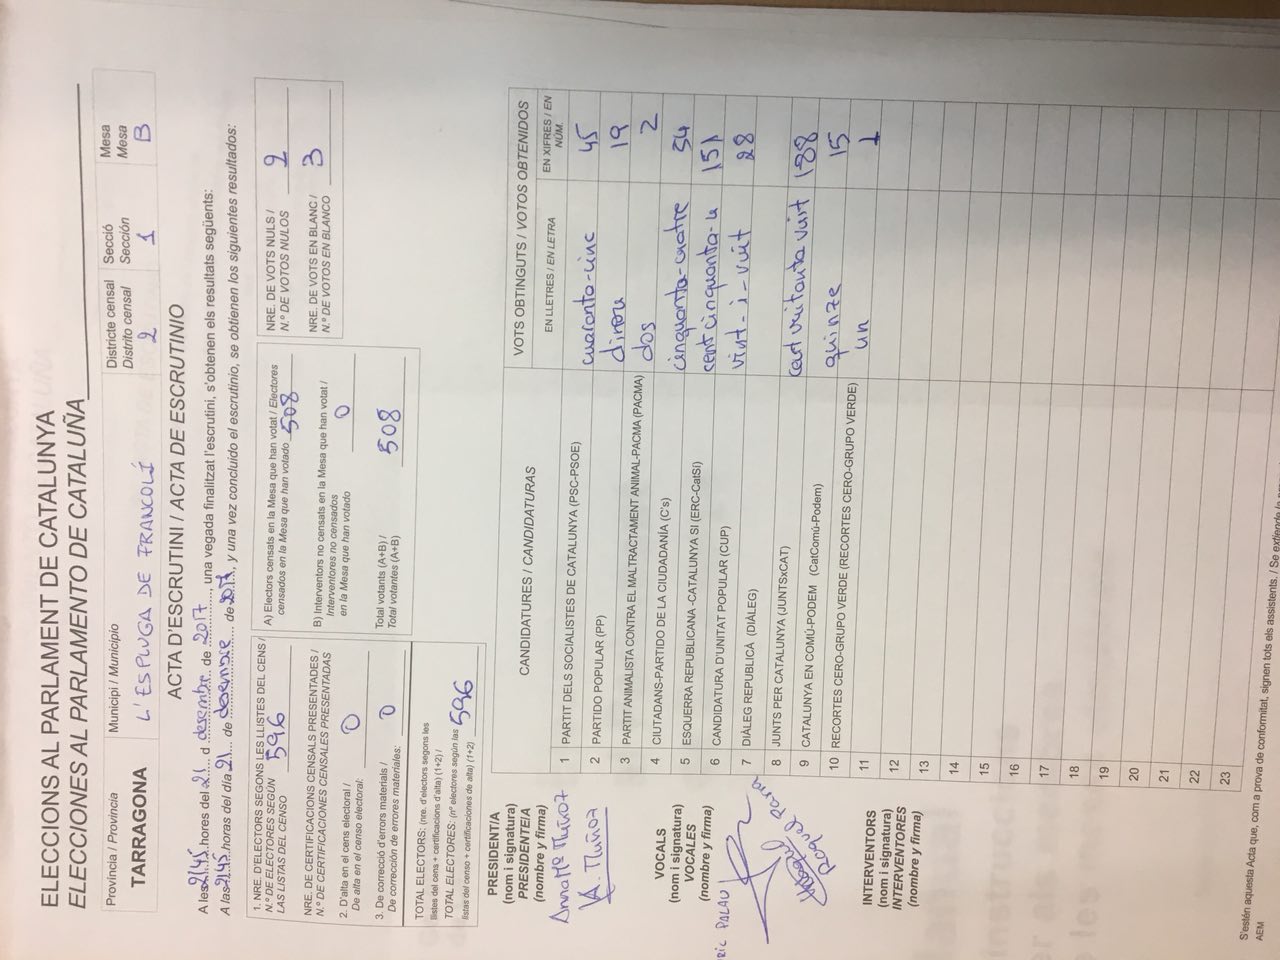 ELECCIONS AL PARLAMENT DE CATALUNYA
ELECCIONES AL PARLAMENTO DE CATALUÑA
Província / Provincia
TARRAGONA
Municipi / Municipio
L'ESPLUGA DE FRANCOLÍ
Districte censal
Distrito censal
2
Secció
Sección
1
Mesa
Mesa
B
ACTA D'ESCRUTINI / ACTA DE ESCRUTINIO
A les 21'45 hores del 21 d desembre de 2017, una vegada finalitzat l'escrutini, s'obtenen els resultats següents:
A las 21'45 horas del día 21 de desembre de 2017, y una vez concluido el escrutinio, se obtienen los siguientes resultados:
1. NRE. D'ELECTORS SEGONS LES LLISTES DEL CENS /
N.º DE ELECTORES SEGÚN
LAS LISTAS DEL CENSO 596
NRE. DE CERTIFICACIONS CENSALS PRESENTADES /
N.º DE CERTIFICACIONES CENSALES PRESENTADAS
2. D'alta en el cens electoral /
De alta en el censo electoral: 0
3. De correcció d'errors materials /
De corrección de errores materiales: 0
TOTAL ELECTORS: (nre. d'electors segons les
llistes del cens + certificacions d'alta) (1+2) /
TOTAL ELECTORES: (nº electores según las
listas del censo + certificaciones de alta) (1+2) 596
A) Electors censats en la Mesa que han votat / Electores
censados en la Mesa que han votado 508
B) Interventors no censats en la Mesa que han votat /
Interventores no censados
en la Mesa que han votado 0
Total votants (A+B) /
Total votantes (A+B) 508
NRE. DE VOTS NULS /
N.º DE VOTOS NULOS 2
NRE. DE VOTS EN BLANC /
N.º DE VOTOS EN BLANCO 3
CANDIDATURES / CANDIDATURAS
VOTS OBTINGUTS / VOTOS OBTENIDOS
EN LLETRES / EN LETRA
EN XIFRES / EN NÚM.
1 PARTIT DELS SOCIALISTES DE CATALUNYA (PSC-PSOE) cuaranta-cinc 45
2 PARTIDO POPULAR (PP) dinou 19
3 PARTIT ANIMALISTA CONTRA EL MALTRACTAMENT ANIMAL-PACMA (PACMA) dos 2
4 CIUTADANS-PARTIDO DE LA CIUDADANÍA (C's) cinquanta-cuatre 54
5 ESQUERRA REPUBLICANA -CATALUNYA SÍ (ERC-CatSí) cent cinquanta-u 151
6 CANDIDATURA D'UNITAT POPULAR (CUP) vint-i-vuit 28
7 DIÀLEG REPUBLICÀ (DIÀLEG)
8 JUNTS PER CATALUNYA (JUNTSxCAT) cent vuitanta vuit 188
9 CATALUNYA EN COMÚ-PODEM (CatComú-Podem) quinze 15
10 RECORTES CERO-GRUPO VERDE (RECORTES CERO-GRUPO VERDE) un 1
11
12
13
14
15
16
17
18
19
20
21
22
23
PRESIDENT/A
(nom i signatura)
PRESIDENTE/A
(nombre y firma)
Anna Mª Muñoz
A. Muñoz
VOCALS
(nom i signatura)
VOCALES
(nombre y firma)
PALAU
Raquel
INTERVENTORS
(nom i signatura)
INTERVENTORES
(nombre y firma)
S'estén aquesta Acta que, com a prova de conformitat, signen tots els assistents. / Se extiende la
AEM